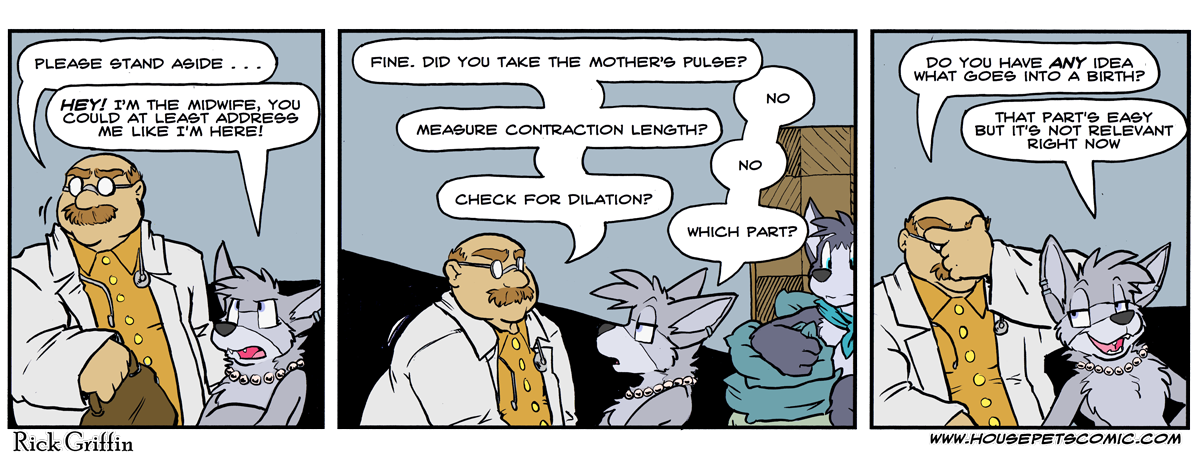 PLEASE STAND ASIDE . . .
HEY! I'M THE MIDWIFE, YOU
COULD AT LEAST ADDRESS
ME LIKE I'M HERE!
FINE. DID YOU TAKE THE MOTHER'S PULSE?
NO
MEASURE CONTRACTION LENGTH?
NO
CHECK FOR DILATION?
WHICH PART?
DO YOU HAVE ANY IDEA
WHAT GOES INTO A BIRTH?
THAT PART'S EASY
BUT IT'S NOT RELEVANT
RIGHT NOW
Rick Griffin
WWW.HOUSEPETSCOMIC.COM